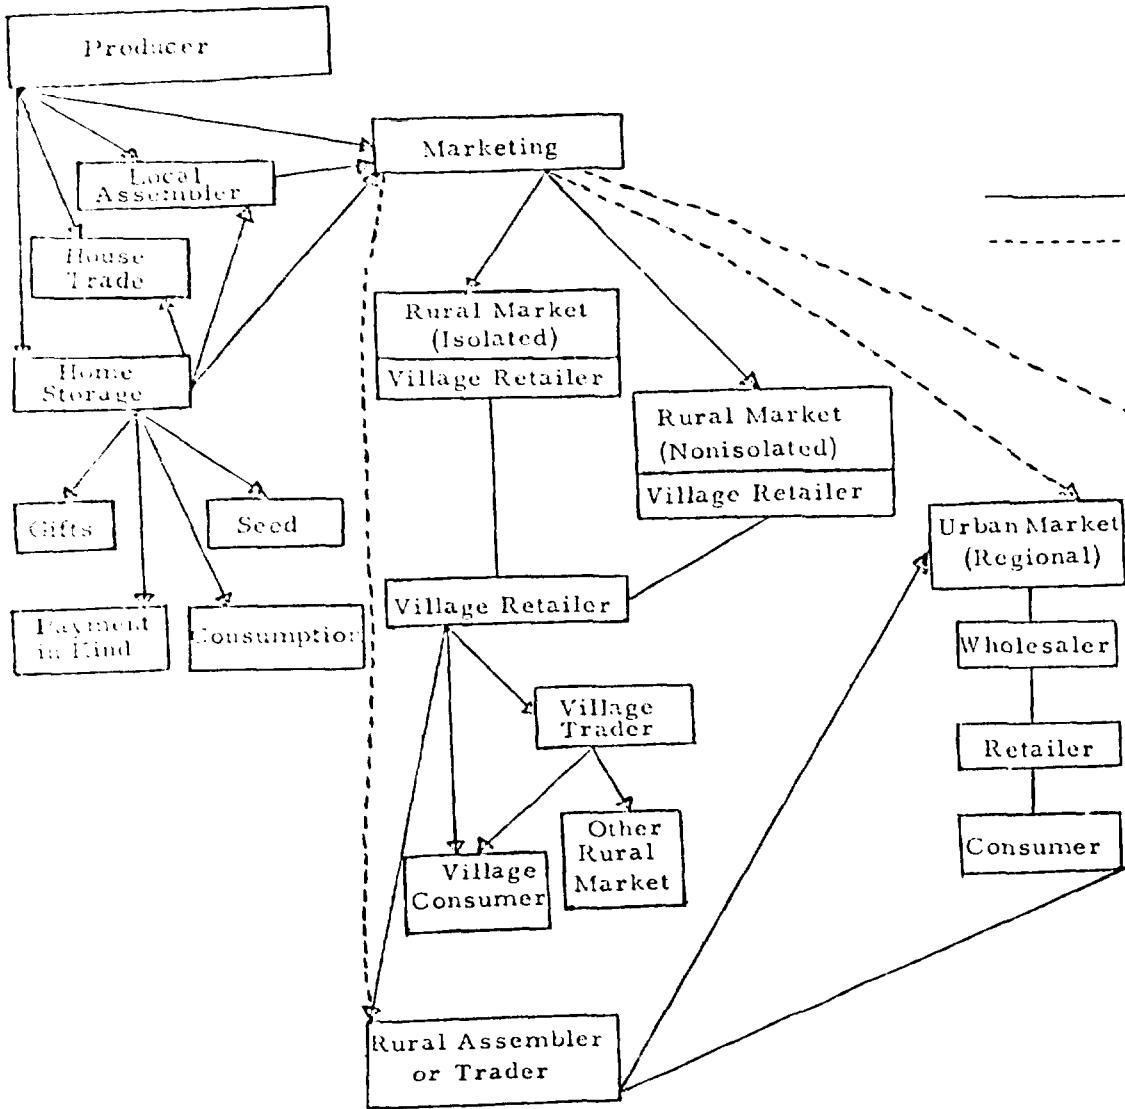 Producer
Marketing
Local
Assembler
House
Trade
Rural Market
(Isolated)
Village Retailer
Home
Storage
Rural Market
(Nonisolated)
Village Retailer
Gifts
Seed
Urban Market
(Regional)
Village Retailer
Payment
in Kind
Consumption
Wholesaler
Village
Trader
Retailer
Other
Rural
Market
Consumer
Village
Consumer
Rural Assembler
or Trader